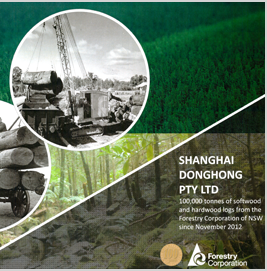 SHANGHAI
DONGHONG
PTY LTD
100,000 tonnes of softwood
and hardwood logs from the
Forestry Corporation of NSW
since November 2012
Forestry
Corporation